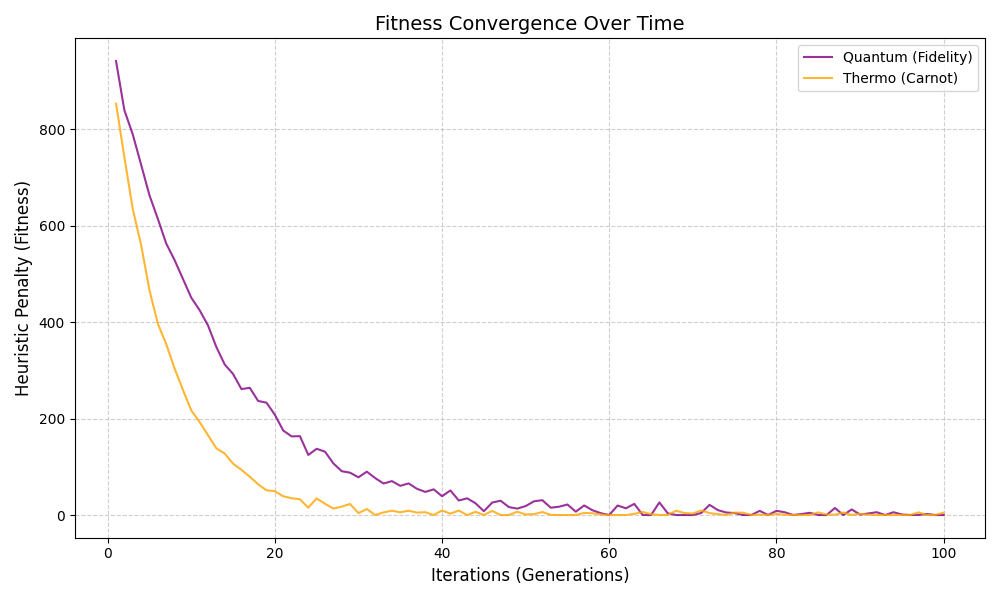 Fitness Convergence Over Time
Quantum (Fidelity)
Thermo (Carnot)
Heuristic Penalty (Fitness)
800
600
400
200
0
0 20 40 60 80 100
Iterations (Generations)